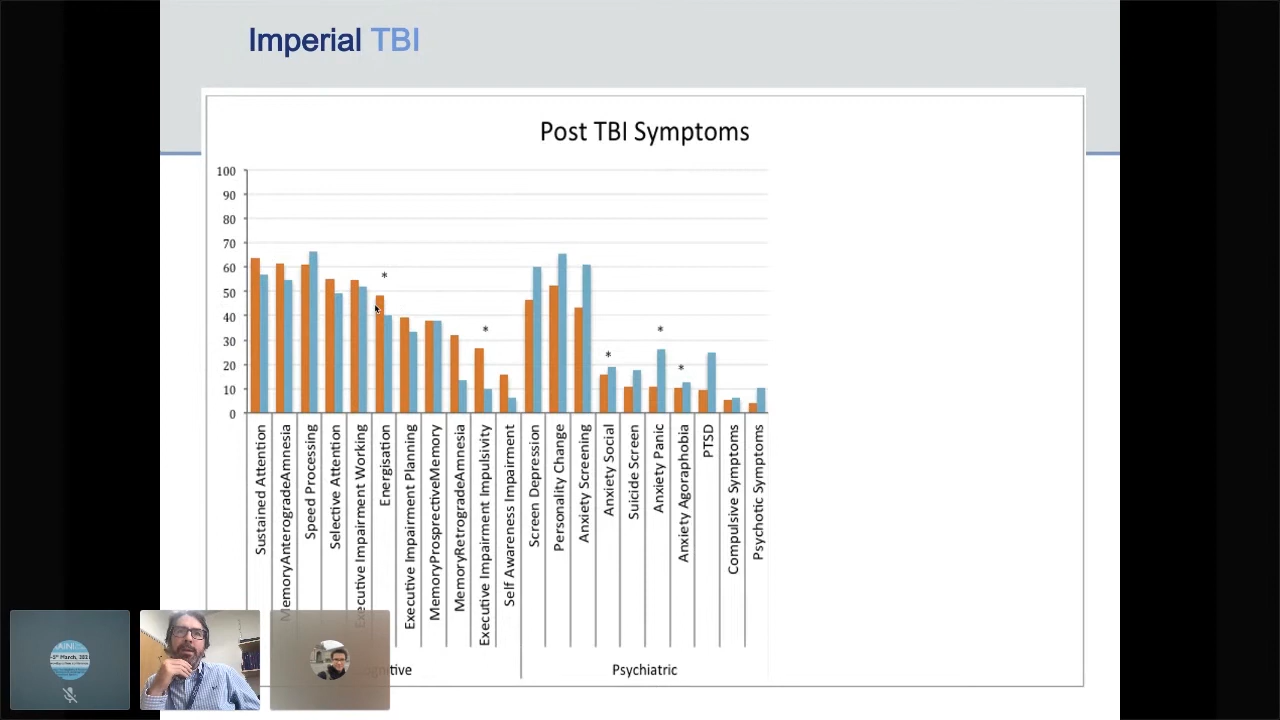 Imperial TBI
Post TBI Symptoms
100
90
80
70
60
50
40
30
20
10
0
*
*
*
*
*
Sustained Attention
MemoryAnterogradeAmnesia
Speed Processing
Selective Attention
Executive Impairment Working
Energisation
Executive Impairment Planning
MemoryProsprectiveMemory
MemoryRetrogradeAmnesia
Executive Impairment Impulsivity
Self Awareness Impairment
Screen Depression
Personality Change
Anxiety Screening
Anxiety Social
Suicide Screen
Anxiety Panic
Anxiety Agoraphobia
PTSD
Compulsive Symptoms
Psychotic Symptoms
Cognitive
Psychiatric